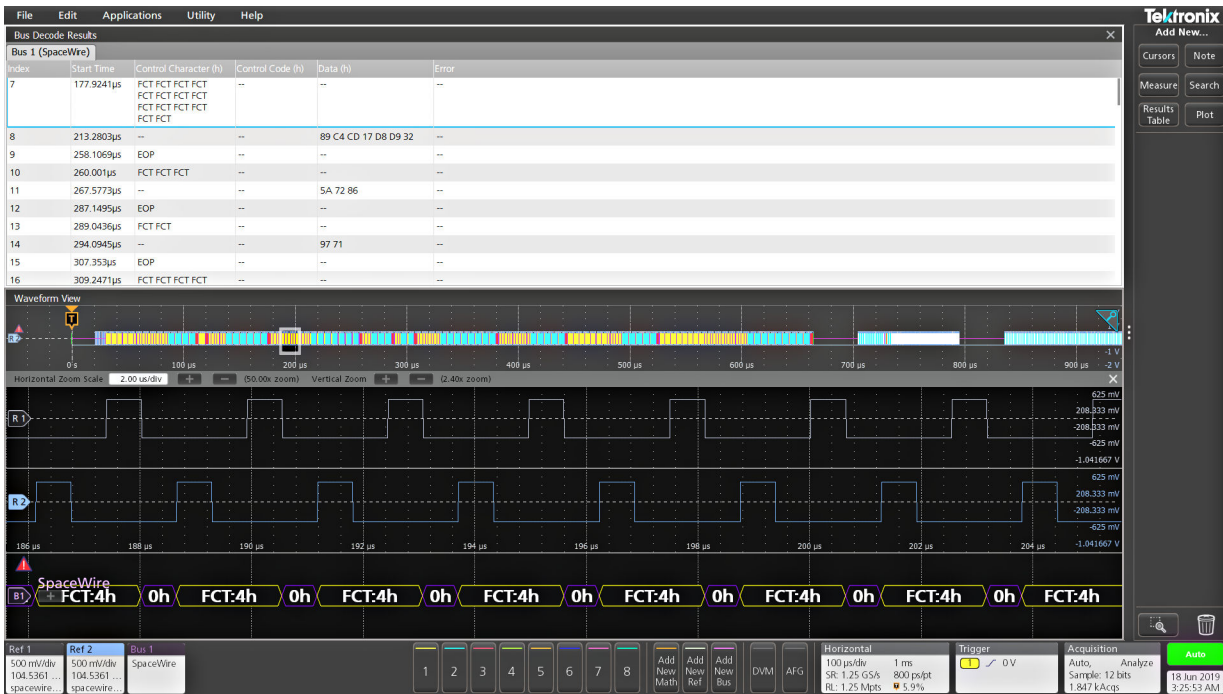 File Edit Applications Utility Help
Tektronix
Add New...
Bus Decode Results
Bus 1 (SpaceWire)
Cursors Note
Measure Search
Results Table Plot
Index Start Time Control Character (h) Control Code (h) Data (h) Error
7 177.9241µs FCT FCT FCT FCT -- -- --
FCT FCT FCT FCT
FCT FCT FCT FCT
FCT FCT
8 213.2803µs -- -- 89 C4 CD 17 D8 D9 32 --
9 258.1069µs EOP -- -- --
10 260.001µs FCT FCT FCT -- -- --
11 267.5773µs -- -- 5A 72 86 --
12 287.1495µs EOP -- -- --
13 289.0436µs FCT FCT -- -- --
14 294.0945µs -- -- 97 71 --
15 307.353µs EOP -- -- --
16 309.2471µs FCT FCT FCT FCT -- -- --
Waveform View
T
R 2
-1 V
0 s 100 µs 200 µs 300 µs 400 µs 500 µs 600 µs 700 µs 800 µs 900 µs -2 V
Horizontal Zoom Scale 2.00 us/div + − (50.00x zoom) Vertical Zoom + − (2.40x zoom)
625 mV
R 1 208.333 mV
-208.333 mV
-625 mV
-1.041667 V
625 mV
R 2 208.333 mV
-208.333 mV
-625 mV
186 µs 188 µs 190 µs 192 µs 194 µs 196 µs 198 µs 200 µs 202 µs 204 µs -1.041667 V
SpaceWire
B1 + FCT:4h 0h FCT:4h 0h FCT:4h 0h FCT:4h 0h FCT:4h 0h FCT:4h 0h FCT:4h 0h FCT:4h
Ref 1
500 mV/div
104.5361 ...
spacewire...
Ref 2
500 mV/div
104.5361 ...
spacewire...
Bus 1
SpaceWire
1 2 3 4 5 6 7 8
Add New Math
Add New Ref
Add New Bus
DVM AFG
Horizontal
100 µs/div 1 ms
SR: 1.25 GS/s 800 ps/pt
RL: 1.25 Mpts 5.9%
Trigger
1 0 V
Acquisition
Auto, Analyze
Sample: 12 bits
1.847 kAcqs
Auto
18 Jun 2019
3:25:53 AM